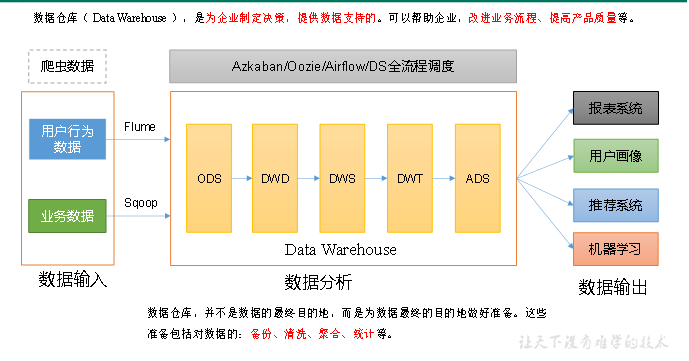 数据仓库（ Data Warehouse ），是为企业制定决策，提供数据支持的。可以帮助企业，改进业务流程、提高产品质量等。
爬虫数据
Azkaban/Oozie/Airflow/DS全流程调度
用户行为
数据
Flume
业务数据
Sqoop
ODS
DWD
DWS
DWT
ADS
Data Warehouse
报表系统
用户画像
推荐系统
机器学习
数据输入
数据分析
数据输出
数据仓库，并不是数据的最终目的地，而是为数据最终的目的地做好准备。这些
准备包括对数据的：备份、清洗、聚合、统计等。
让天下没有难学的技术